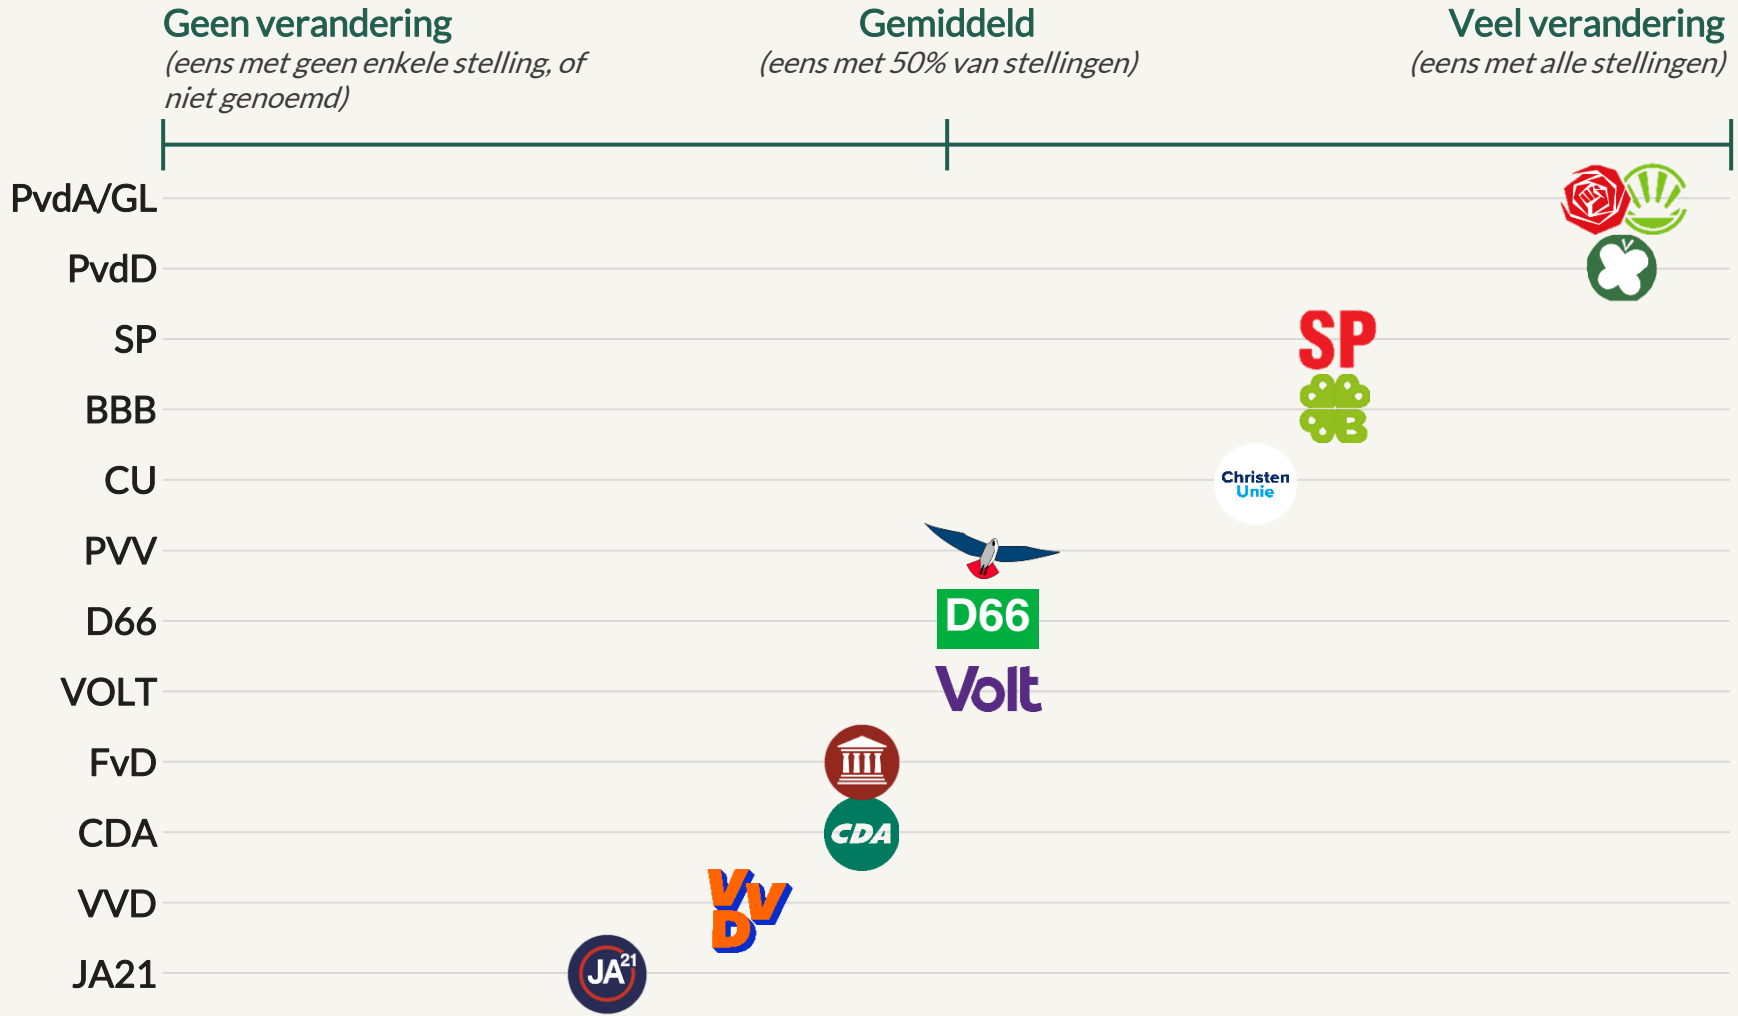 Geen verandering
(eens met geen enkele stelling, of
niet genoemd)
Gemiddeld
(eens met 50% van stellingen)
Veel verandering
(eens met alle stellingen)
PvdA/GL
PvdD
SP
SP
BBB
B
CU
Christen
Unie
PVV
D66
D66
VOLT
Volt
FvD
CDA
CDA
VVD
VV
D
JA21
JA21